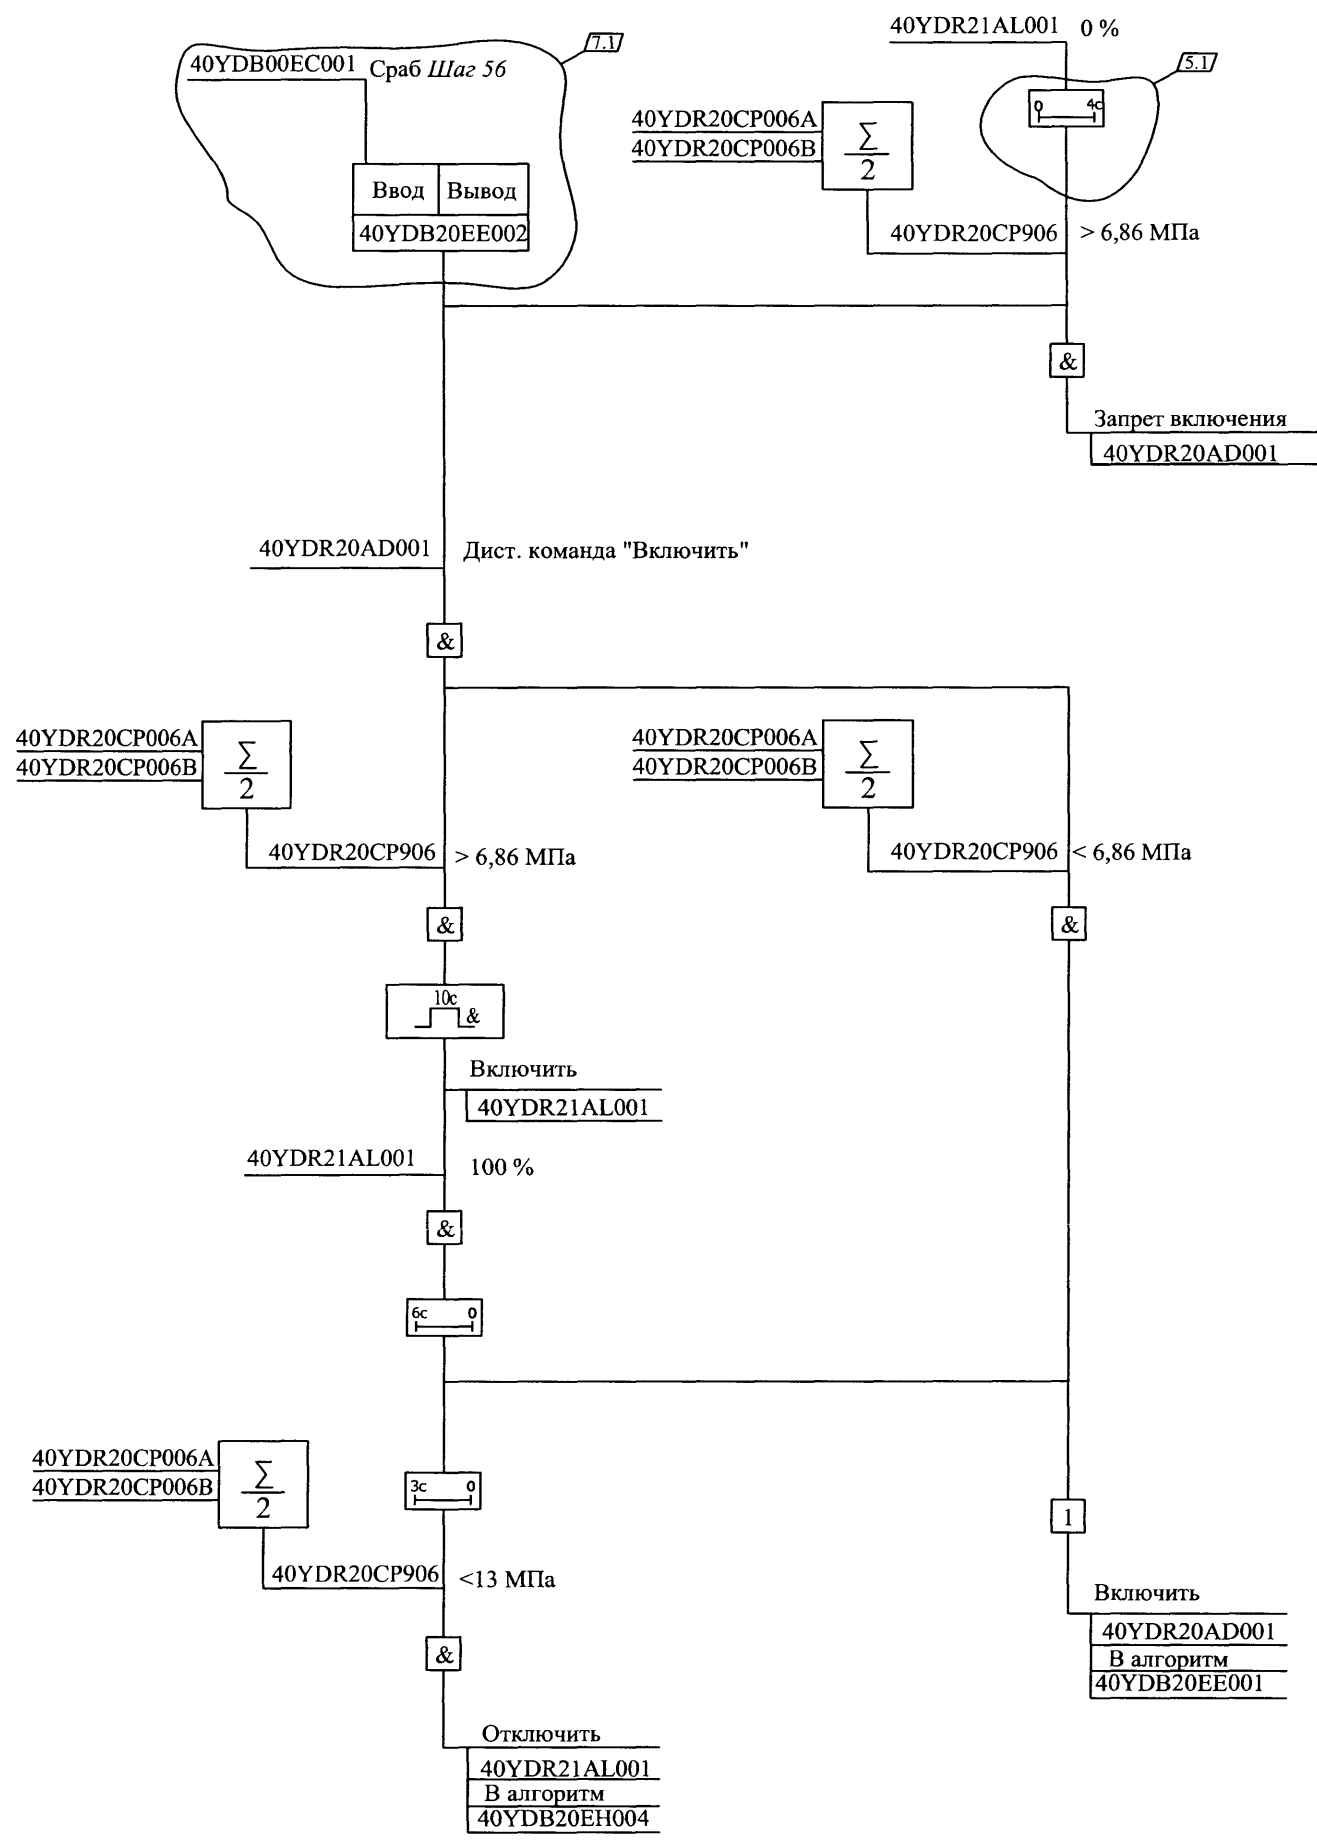 40YDR21AL001 0 %
7.1
40YDB00EC001 Сраб Шаг 56
5.1
0 4с
40YDR20CP006A
40YDR20CP006B
Σ
2
Ввод Вывод
40YDB20EE002
40YDR20CP906 > 6,86 МПа
&
Запрет включения
40YDR20AD001
40YDR20AD001 Дист. команда "Включить"
&
40YDR20CP006A
40YDR20CP006B
Σ
2
40YDR20CP906 > 6,86 МПа
40YDR20CP006A
40YDR20CP006B
Σ
2
40YDR20CP906 < 6,86 МПа
&
&
10с
&
Включить
40YDR21AL001
40YDR21AL001 100 %
&
6с 0
40YDR20CP006A
40YDR20CP006B
Σ
2
3с 0
40YDR20CP906 <13 МПа
1
Включить
40YDR20AD001
В алгоритм
40YDB20EE001
&
Отключить
40YDR21AL001
В алгоритм
40YDB20EH004